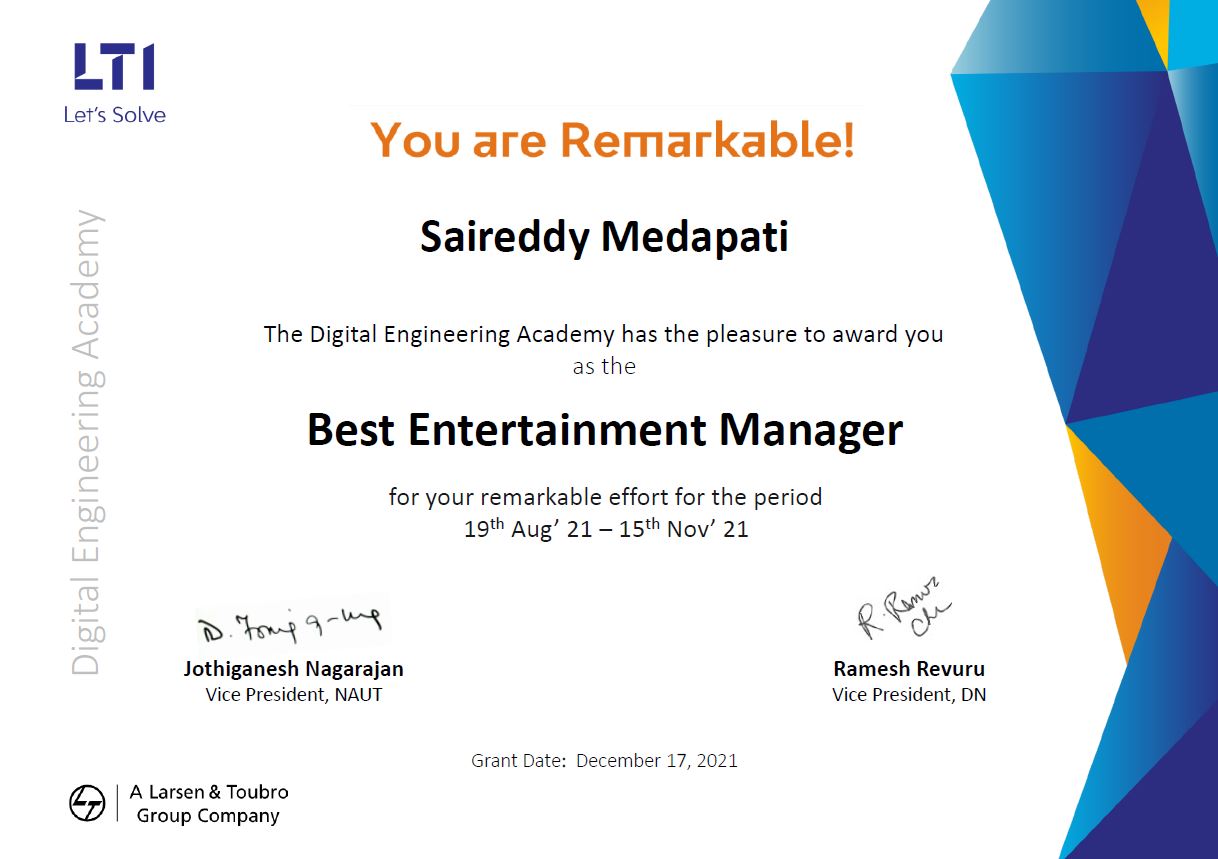 LTI
Let's Solve
You are Remarkable!
Saireddy Medapati
Digital Engineering Academy
The Digital Engineering Academy has the pleasure to award you
as the
Best Entertainment Manager
for your remarkable effort for the period
19th Aug' 21 – 15th Nov' 21
Jothiganesh Nagarajan
Vice President, NAUT
Ramesh Revuru
Vice President, DN
Grant Date:  December 17, 2021
A Larsen & Toubro
Group Company